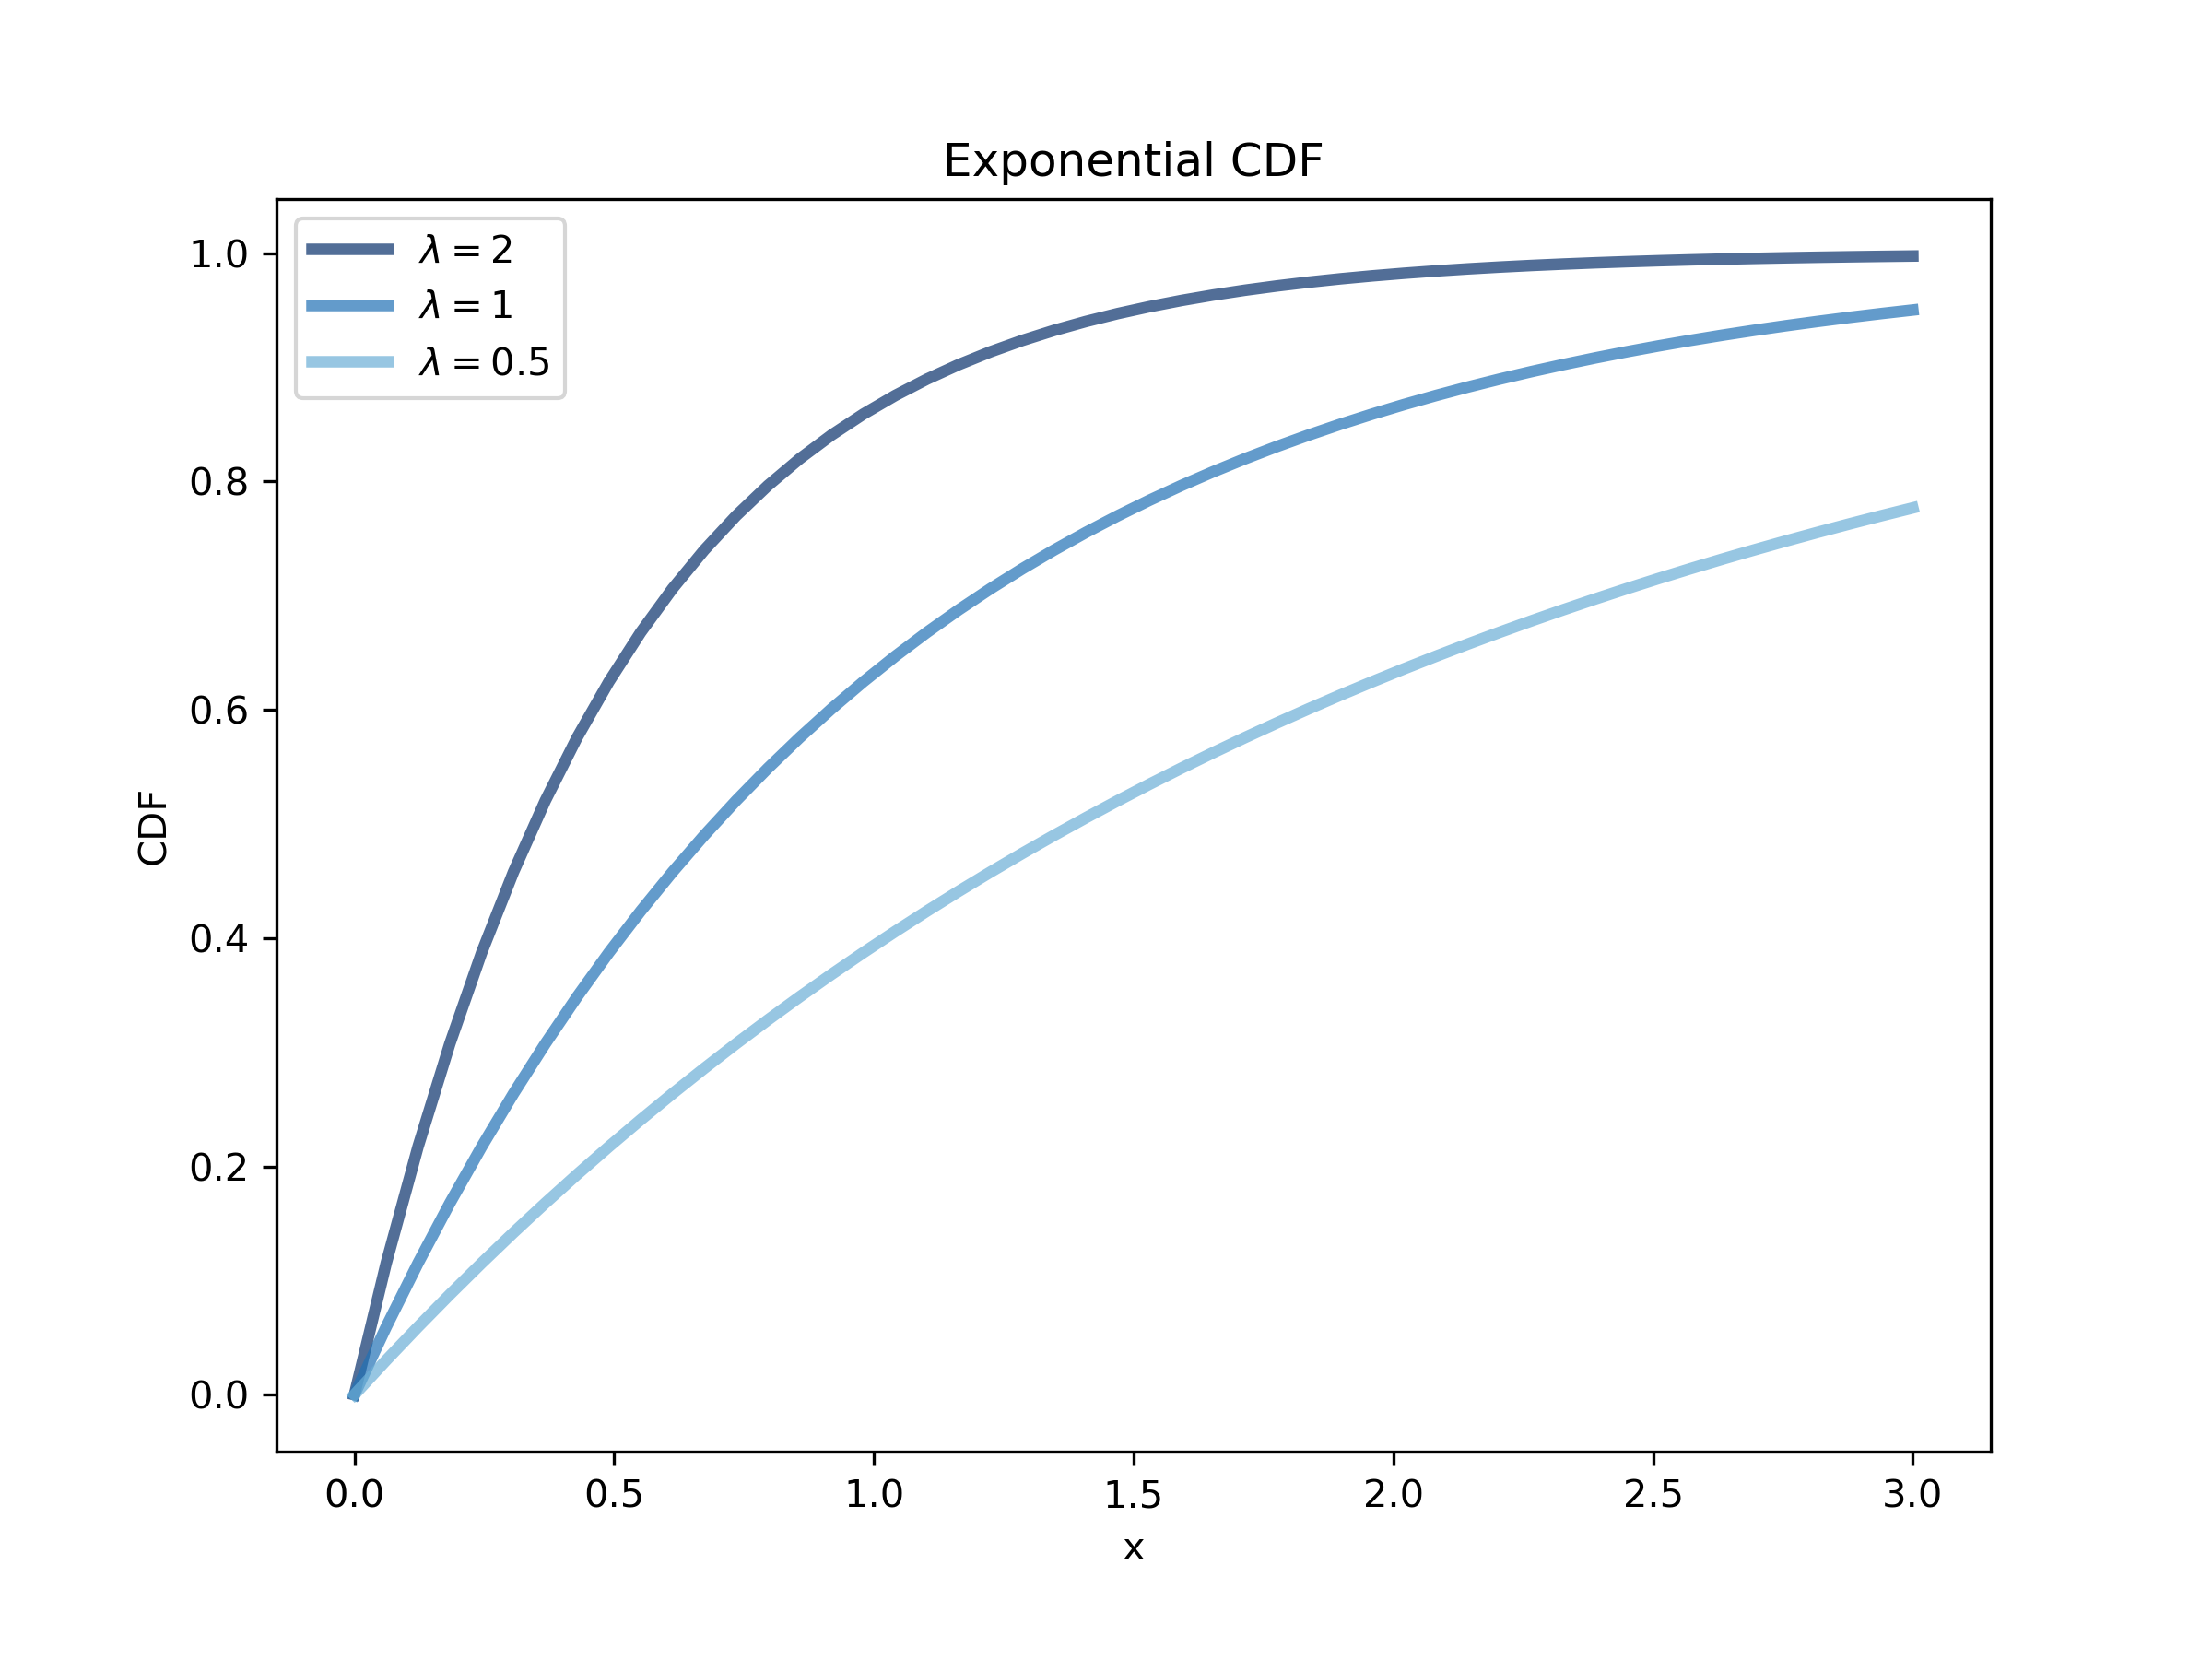 Exponential CDF
λ = 2
λ = 1
λ = 0.5
CDF
1.0
0.8
0.6
0.4
0.2
0.0
0.0 0.5 1.0 1.5 2.0 2.5 3.0
x